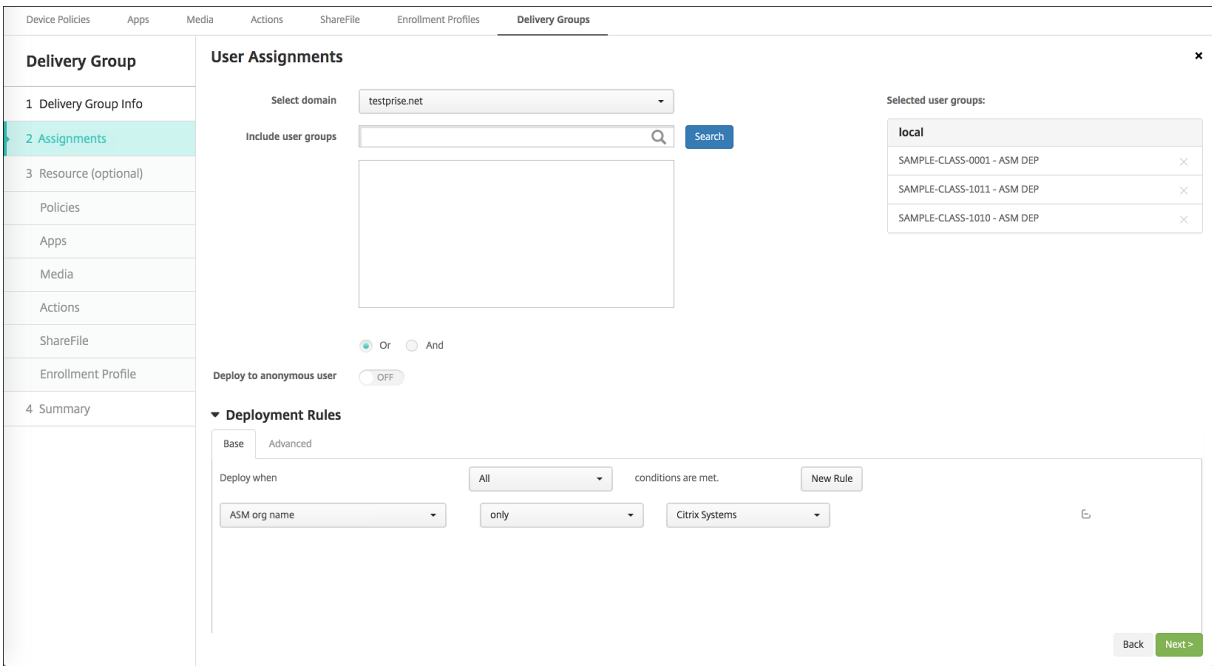 Device Policies Apps Media Actions ShareFile Enrollment Profiles Delivery Groups
Delivery Group
1 Delivery Group Info
2 Assignments
3 Resource (optional)
Policies
Apps
Media
Actions
ShareFile
Enrollment Profile
4 Summary
User Assignments
Select domain testprise.net
Include user groups Search
Or And
Deploy to anonymous user OFF
Selected user groups:
local
SAMPLE-CLASS-0001 - ASM DEP
SAMPLE-CLASS-1011 - ASM DEP
SAMPLE-CLASS-1010 - ASM DEP
Deployment Rules
Base Advanced
Deploy when All conditions are met. New Rule
ASM org name only Citrix Systems
Back Next >